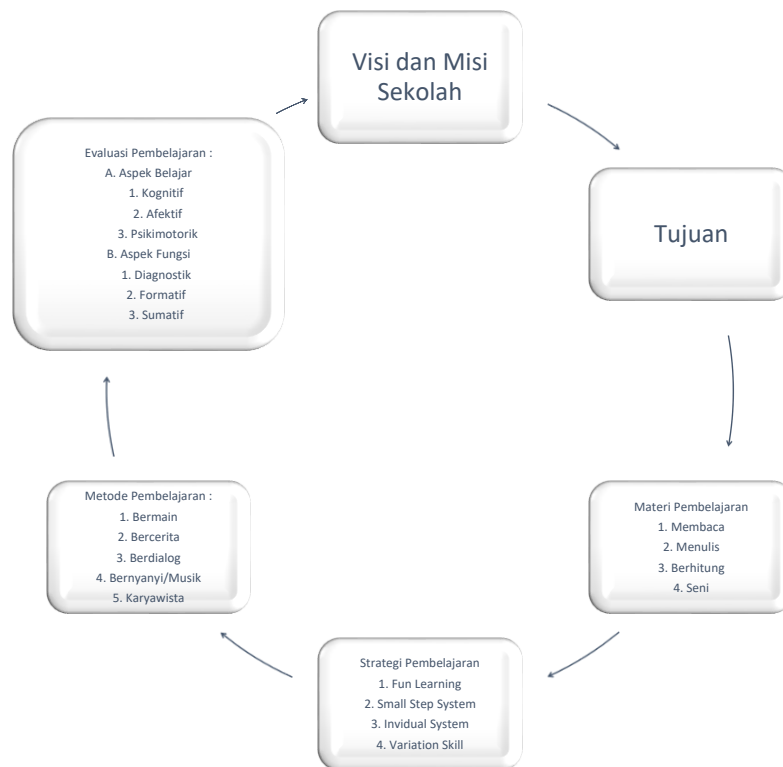 Visi dan Misi
Sekolah
Tujuan
Materi Pembelajaran
1. Membaca
2. Menulis
3. Berhitung
4. Seni
Strategi Pembelajaran
1. Fun Learning
2. Small Step System
3. Invidual System
4. Variation Skill
Metode Pembelajaran :
1. Bermain
2. Bercerita
3. Berdialog
4. Bernyanyi/Musik
5. Karyawista
Evaluasi Pembelajaran :
A. Aspek Belajar
1. Kognitif
2. Afektif
3. Psikimotorik
B. Aspek Fungsi
1. Diagnostik
2. Formatif
3. Sumatif